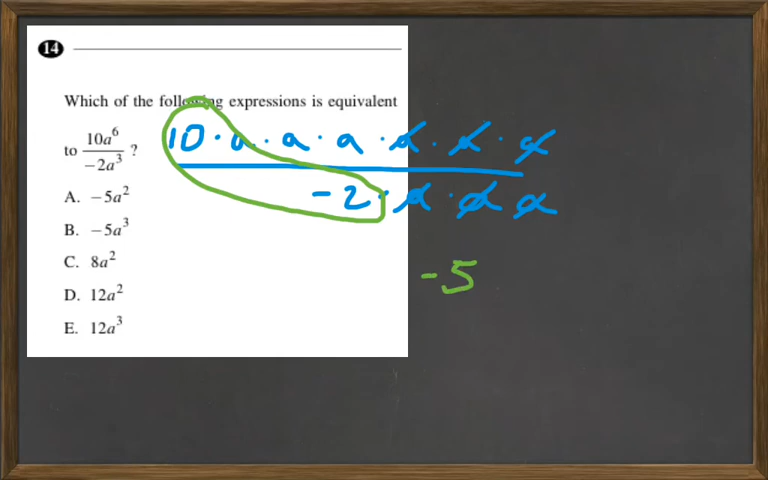 14
Which of the following expressions is equivalent
to 10a⁶/-2a³ ?
10 · a · a · a · a · a · a
-2 · a · a a
A. -5a²
B. -5a³
C. 8a²
D. 12a²
E. 12a³
-5